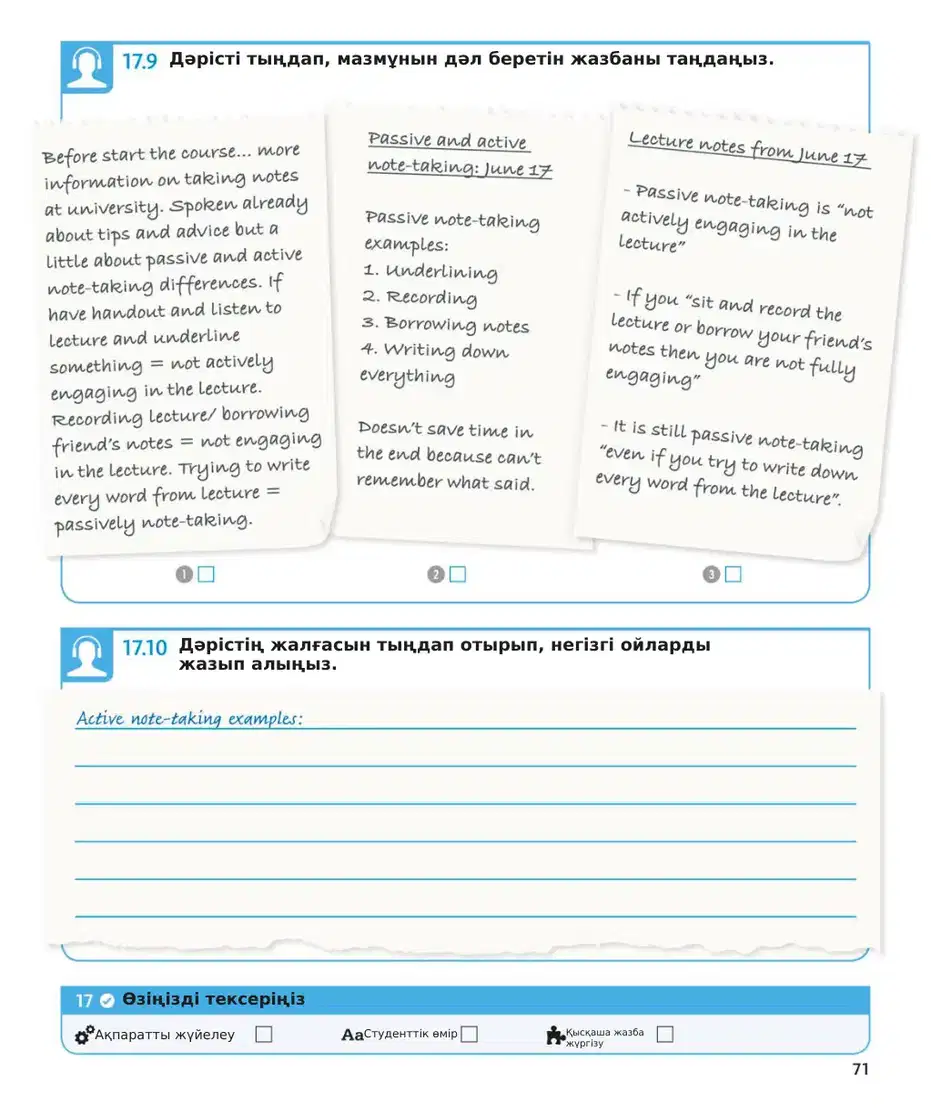 17.9 Дәрісті тыңдап, мазмұнын дәл беретін жазбаны таңдаңыз.
Before start the course... more
information on taking notes
at university. Spoken already
about tips and advice but a
little about passive and active
note-taking differences. If
have handout and listen to
lecture and underline
something = not actively
engaging in the lecture.
Recording lecture/ borrowing
friend's notes = not engaging
in the lecture. Trying to write
every word from lecture =
passively note-taking.
Passive and active
note-taking: June 17
Passive note-taking
examples:
1. Underlining
2. Recording
3. Borrowing notes
4. Writing down
everything
Doesn't save time in
the end because can't
remember what said.
Lecture notes from June 17
- Passive note-taking is “not
actively engaging in the
lecture”
- If you “sit and record the
lecture or borrow your friend's
notes then you are not fully
engaging”
- It is still passive note-taking
“even if you try to write down
every word from the lecture”.
1
2
3
17.10 Дәрістің жалғасын тыңдап отырып, негізгі ойларды
жазып алыңыз.
Active note-taking examples:
17 Өзіңізді тексеріңіз
Ақпаратты жүйелеу
Aa Студенттік өмір
Қысқаша жазба
жүргізу
71